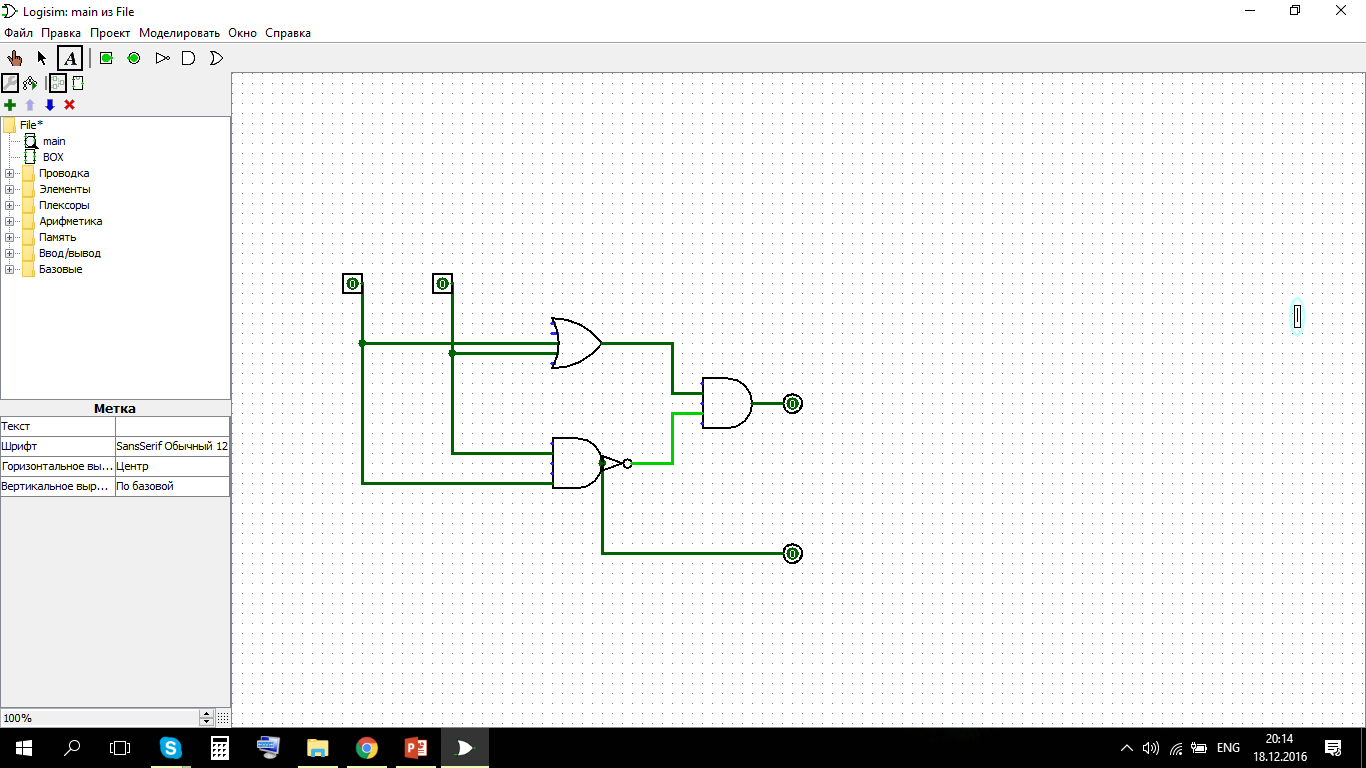 Logisim: main из File
Файл Правка Проект Моделировать Окно Справка
A
File*
main
BOX
Проводка
Элементы
Плексоры
Арифметика
Память
Ввод/вывод
Базовые
0 0
0
0
Метка
Текст
Шрифт SansSerif Обычный 12
Горизонтальное вы... Центр
Вертикальное выр... По базовой
100%
ENG
20:14
18.12.2016